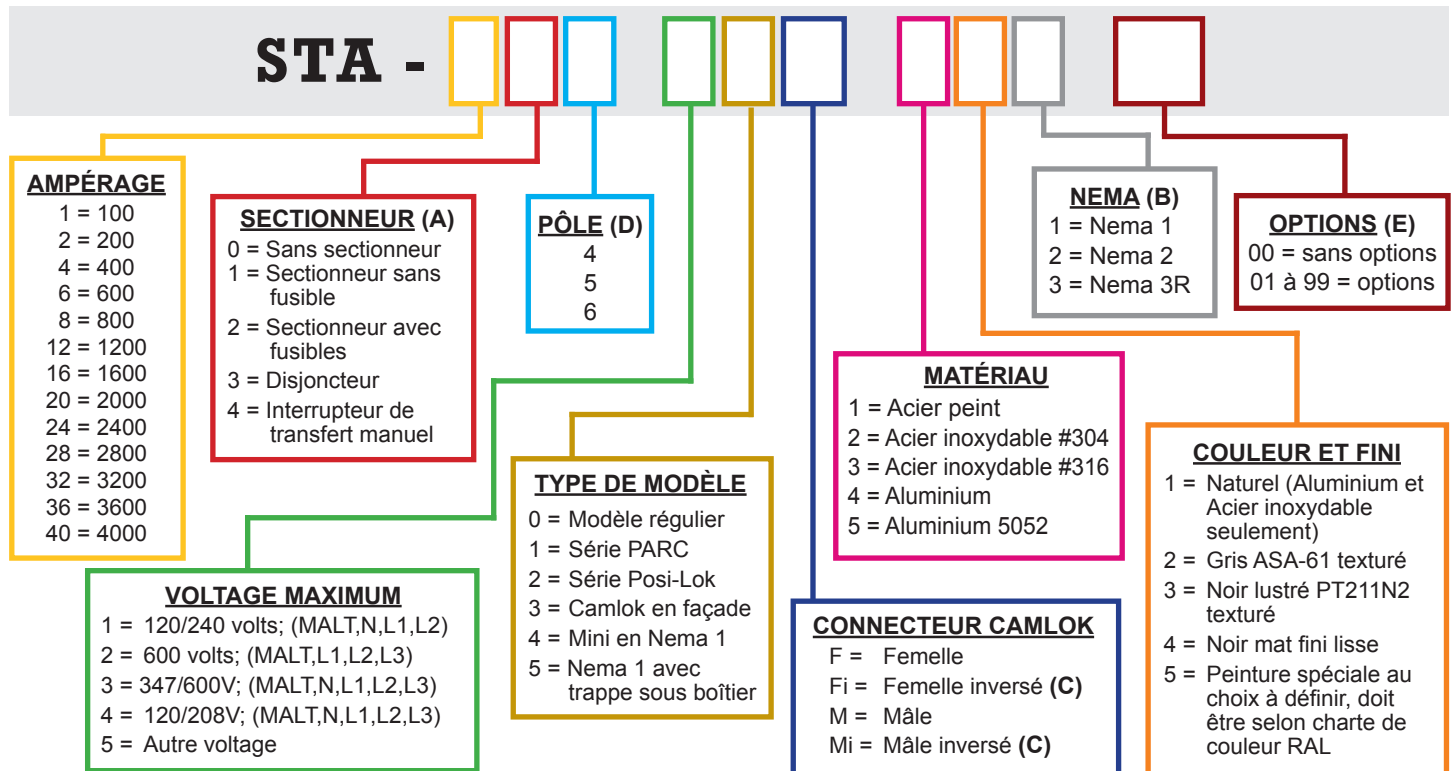 STA -
AMPÉRAGE
1 = 100
2 = 200
4 = 400
6 = 600
8 = 800
12 = 1200
16 = 1600
20 = 2000
24 = 2400
28 = 2800
32 = 3200
36 = 3600
40 = 4000
SECTIONNEUR (A)
0 = Sans sectionneur
1 = Sectionneur sans
fusible
2 = Sectionneur avec
fusibles
3 = Disjoncteur
4 = Interrupteur de
transfert manuel
PÔLE (D)
4
5
6
VOLTAGE MAXIMUM
1 = 120/240 volts; (MALT,N,L1,L2)
2 = 600 volts; (MALT,L1,L2,L3)
3 = 347/600V; (MALT,N,L1,L2,L3)
4 = 120/208V; (MALT,N,L1,L2,L3)
5 = Autre voltage
TYPE DE MODÈLE
0 = Modèle régulier
1 = Série PARC
2 = Série Posi-Lok
3 = Camlok en façade
4 = Mini en Nema 1
5 = Nema 1 avec
trappe sous boîtier
CONNECTEUR CAMLOK
F = Femelle
Fi = Femelle inversé (C)
M = Mâle
Mi = Mâle inversé (C)
MATÉRIAU
1 = Acier peint
2 = Acier inoxydable #304
3 = Acier inoxydable #316
4 = Aluminium
5 = Aluminium 5052
COULEUR ET FINI
1 = Naturel (Aluminium et
Acier inoxydable
seulement)
2 = Gris ASA-61 texturé
3 = Noir lustré PT211N2
texturé
4 = Noir mat fini lisse
5 = Peinture spéciale au
choix à définir, doit
être selon charte de
couleur RAL
NEMA (B)
1 = Nema 1
2 = Nema 2
3 = Nema 3R
OPTIONS (E)
00 = sans options
01 à 99 = options